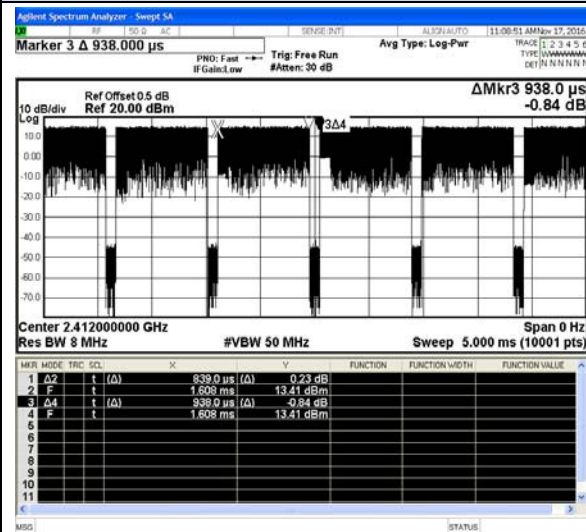 Agilent Spectrum Analyzer - Swept SA
RF 50 Ω AC SENSE:INT ALIGN AUTO 11:08:51 AM Nov 17, 2016
Marker 3 Δ 938.000 µs
PNO: Fast Trig: Free Run Avg Type: Log-Pwr TRACE 1 2 3 4 5 6
IFGain:Low #Atten: 30 dB TYPE
DET N N N N N
Ref Offset 0.5 dB ΔMkr3 938.0 µs
10 dB/div Ref 20.00 dBm -0.84 dB
Log
10.0
0.00
-10.0
-20.0
-30.0
-40.0
-50.0
-60.0
-70.0
3Δ4
Center 2.412000000 GHz Span 0 Hz
Res BW 8 MHz #VBW 50 MHz Sweep 5.000 ms (10001 pts)
MKR MODE TRC SCL X Y FUNCTION FUNCTION WIDTH FUNCTION VALUE
1 Δ2 t (Δ) 839.0 µs (Δ) 0.23 dB
2 F t 1.608 ms 13.41 dBm
3 Δ4 t (Δ) 938.0 µs (Δ) -0.84 dB
4 F t 1.608 ms 13.41 dBm
5
6
7
8
9
10
11
MSG STATUS